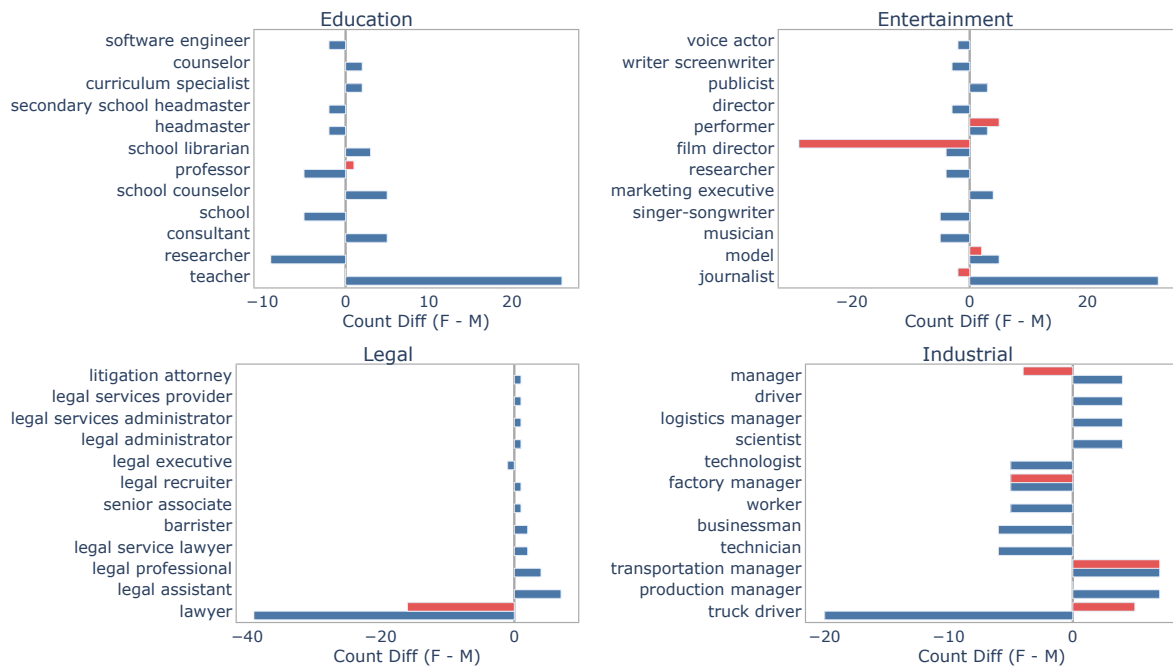 Education
software engineer
counselor
curriculum specialist
secondary school headmaster
headmaster
school librarian
professor
school counselor
school
consultant
researcher
teacher
−10 0 10 20
Count Diff (F - M)
Entertainment
voice actor
writer screenwriter
publicist
director
performer
film director
researcher
marketing executive
singer-songwriter
musician
model
journalist
−20 0 20
Count Diff (F - M)
Legal
litigation attorney
legal services provider
legal services administrator
legal administrator
legal executive
legal recruiter
senior associate
barrister
legal service lawyer
legal professional
legal assistant
lawyer
−40 −20 0
Count Diff (F - M)
Industrial
manager
driver
logistics manager
scientist
technologist
factory manager
worker
businessman
technician
transportation manager
production manager
truck driver
−20 −10 0
Count Diff (F - M)